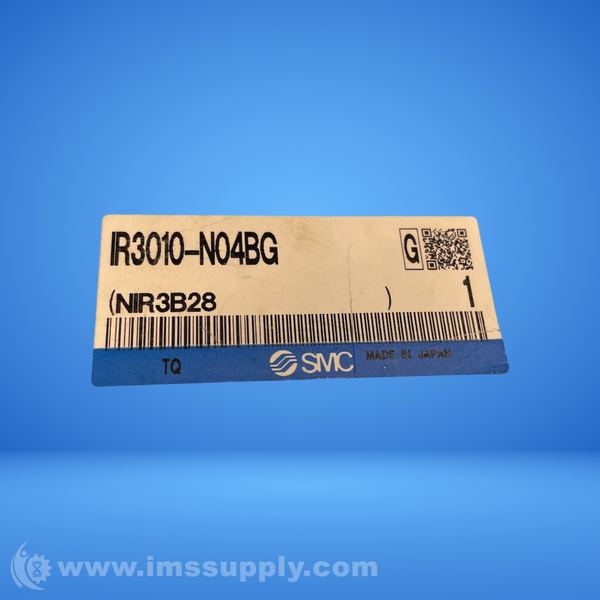 IR3010-N04BG
G
(NIR3B28 )
1
TQ
SMC
MADE IN JAPAN
www.imssupply.com